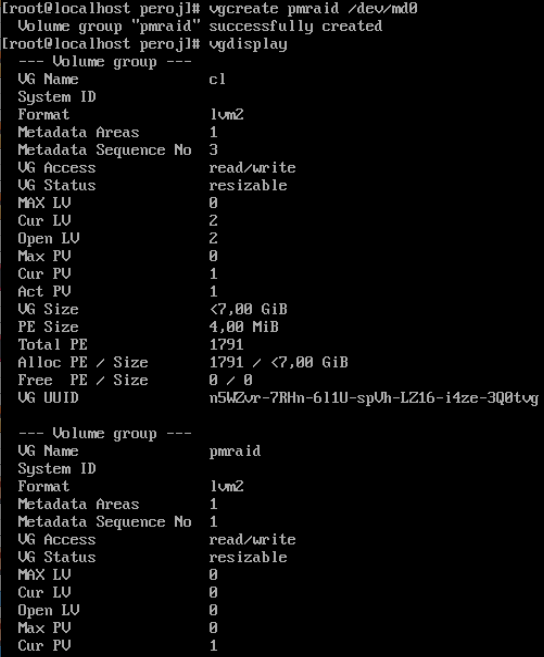 [root@localhost peroj]# vgcreate pmraid /dev/md0
  Volume group "pmraid" successfully created
[root@localhost peroj]# vgdisplay
  --- Volume group ---
  VG Name               cl
  System ID
  Format                lvm2
  Metadata Areas        1
  Metadata Sequence No  3
  VG Access             read/write
  VG Status             resizable
  MAX LV                0
  Cur LV                2
  Open LV               2
  Max PV                0
  Cur PV                1
  Act PV                1
  VG Size               <7,00 GiB
  PE Size               4,00 MiB
  Total PE              1791
  Alloc PE / Size       1791 / <7,00 GiB
  Free  PE / Size       0 / 0
  VG UUID               n5WZvr-7RHn-6l1U-spVh-LZ16-i4ze-3Q0tvg

  --- Volume group ---
  VG Name               pmraid
  System ID
  Format                lvm2
  Metadata Areas        1
  Metadata Sequence No  1
  VG Access             read/write
  VG Status             resizable
  MAX LV                0
  Cur LV                0
  Open LV               0
  Max PV                0
  Cur PV                1